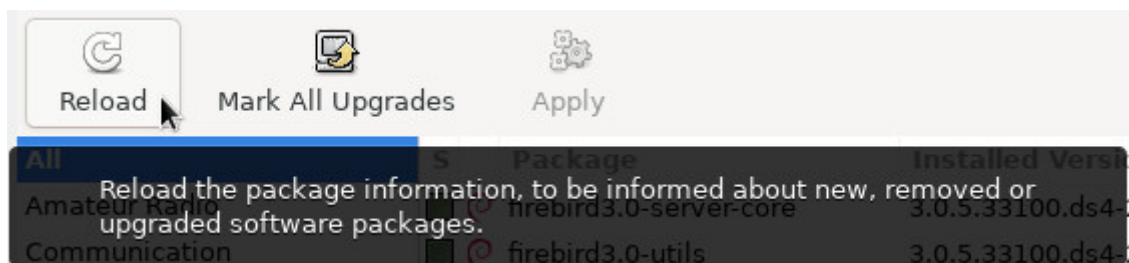 Reload Mark All Upgrades Apply
All S Package Installed Versi
Reload the package information, to be informed about new, removed or
upgraded software packages.
Amateur Radio firebird3.0-server-core 3.0.5.33100.ds4-
Communication firebird3.0-utils 3.0.5.33100.ds4-